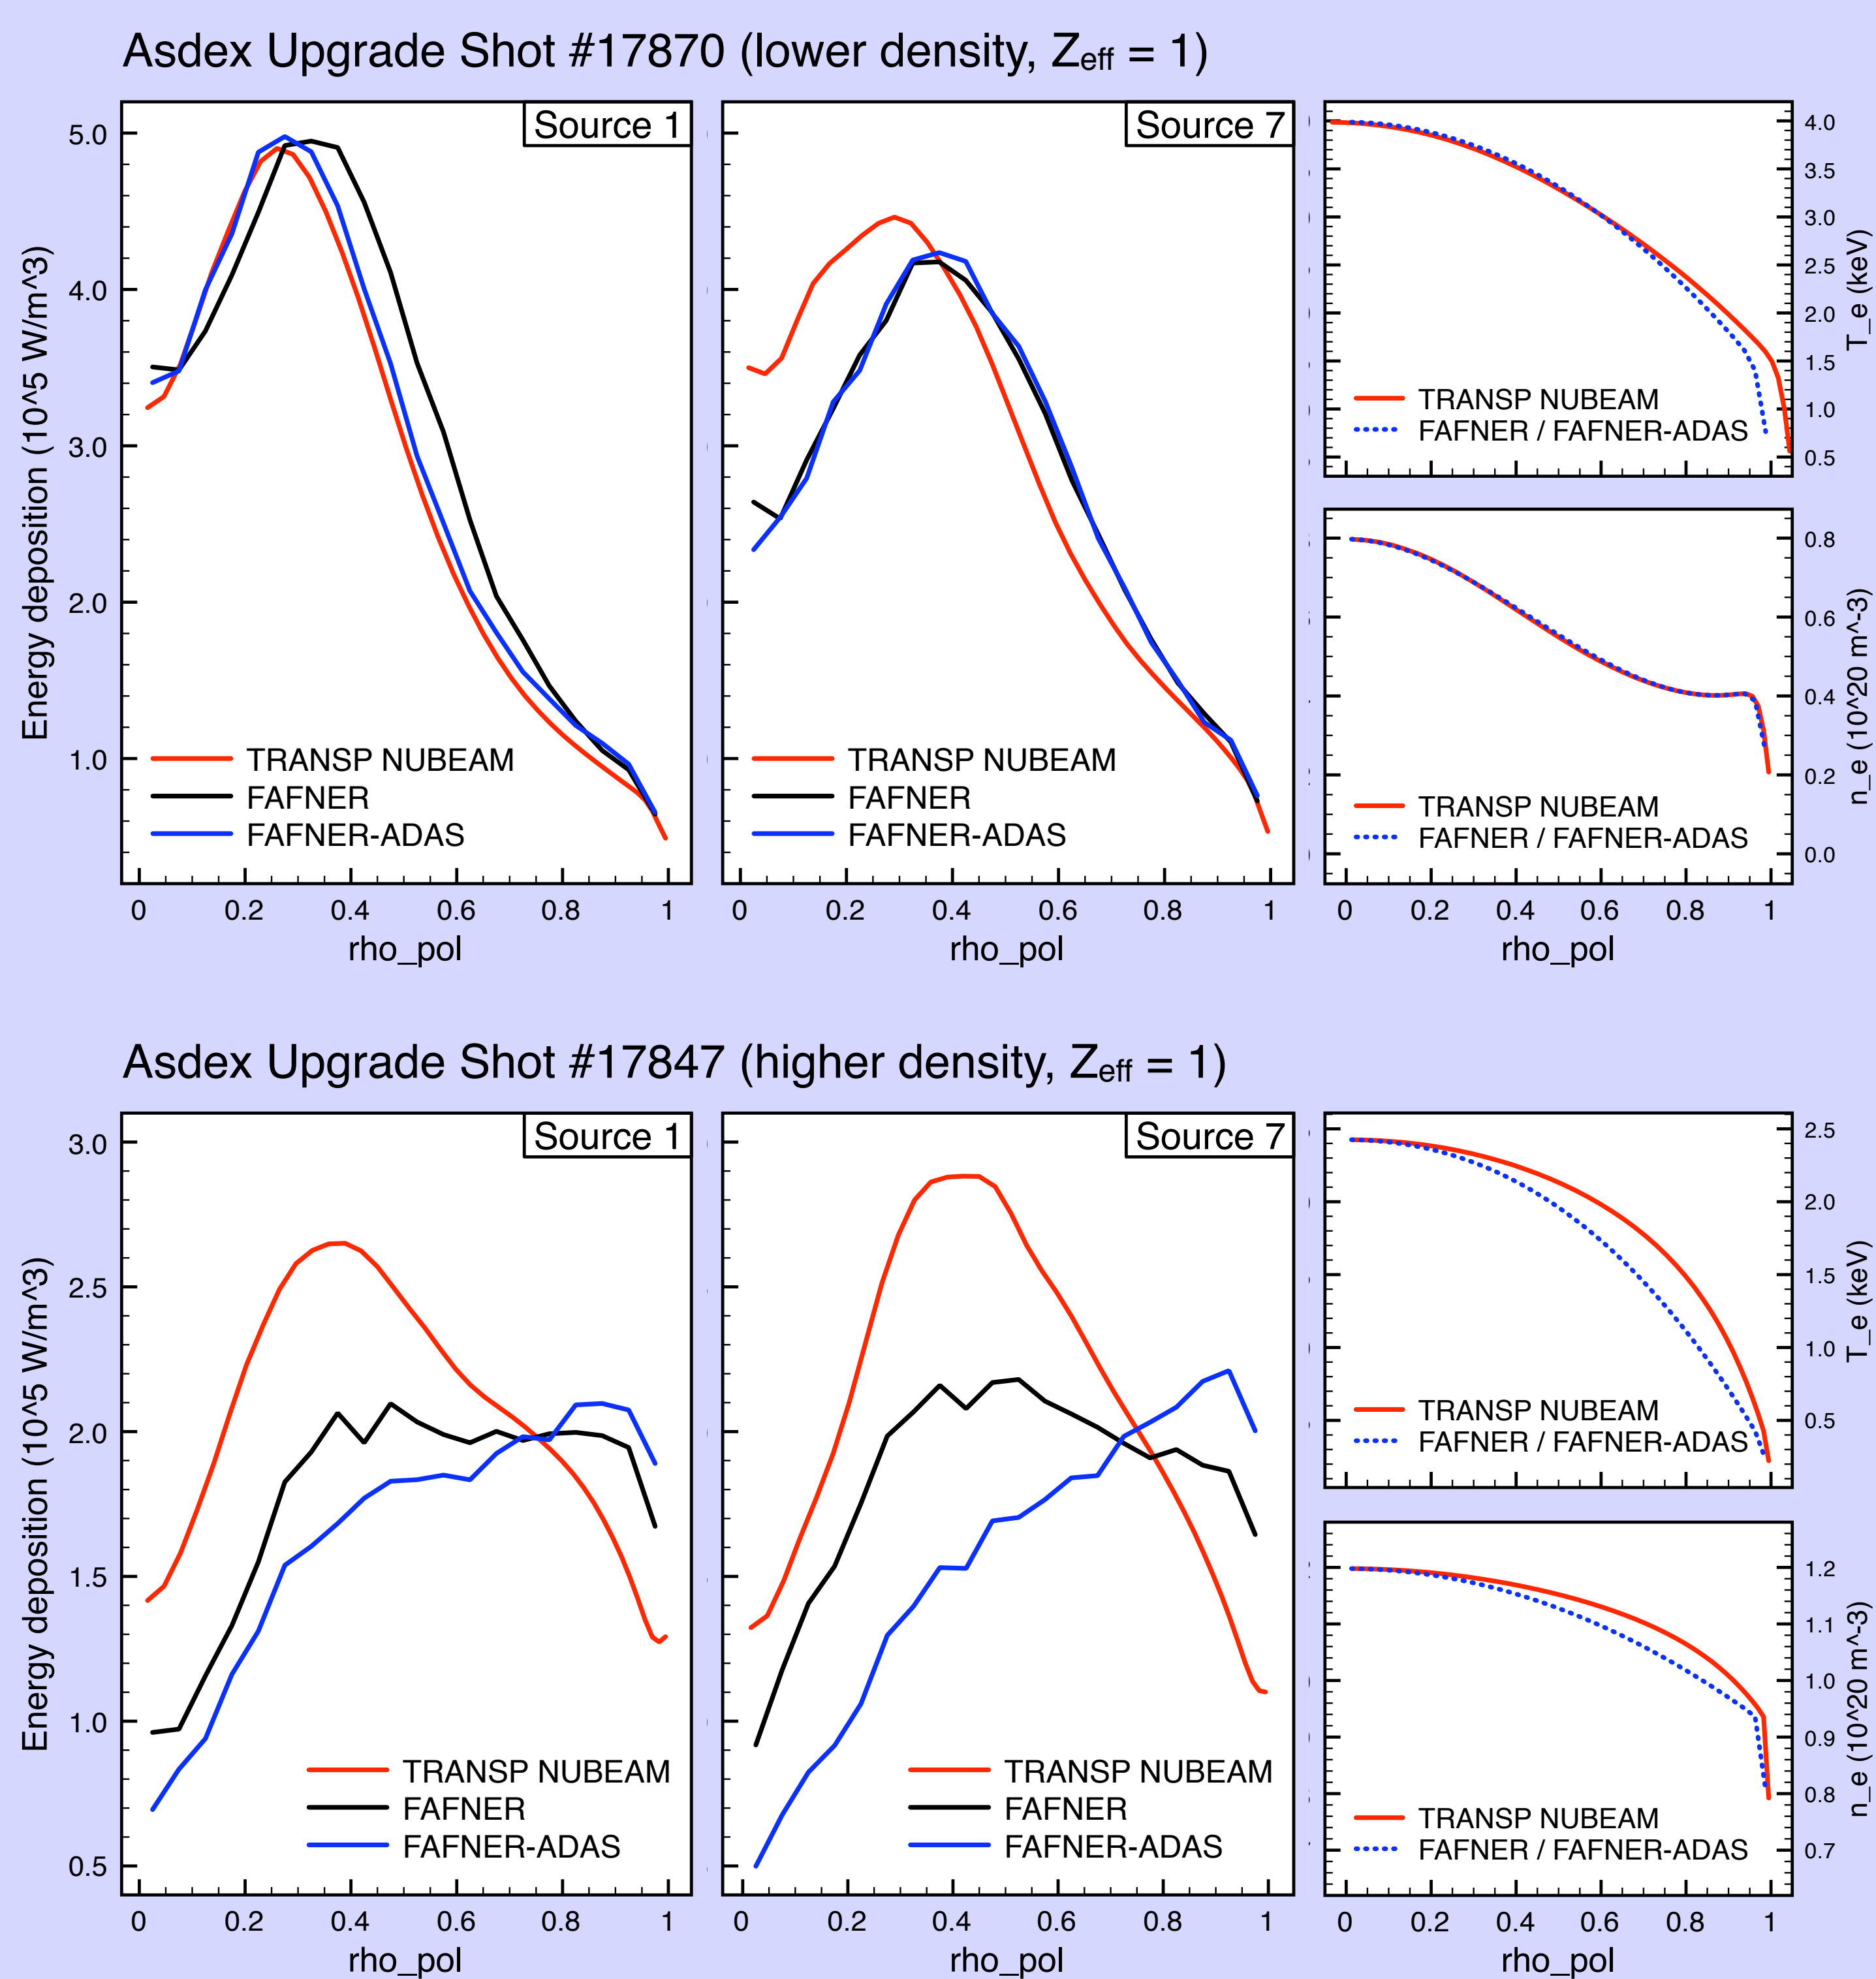 Asdex Upgrade Shot #17870 (lower density, Zeff = 1)
Energy deposition (10^5 W/m^3)
5.0
4.0
3.0
2.0
1.0
Source 1
TRANSP NUBEAM
FAFNER
FAFNER-ADAS
0 0.2 0.4 0.6 0.8 1
rho_pol
Source 7
TRANSP NUBEAM
FAFNER
FAFNER-ADAS
0 0.2 0.4 0.6 0.8 1
rho_pol
4.0
3.5
3.0
2.5
2.0
1.5
1.0
0.5
T_e (keV)
TRANSP NUBEAM
FAFNER / FAFNER-ADAS
0.8
0.6
0.4
0.2
0.0
n_e (10^20 m^-3)
TRANSP NUBEAM
FAFNER / FAFNER-ADAS
0 0.2 0.4 0.6 0.8 1
rho_pol
Asdex Upgrade Shot #17847 (higher density, Zeff = 1)
Energy deposition (10^5 W/m^3)
3.0
2.5
2.0
1.5
1.0
0.5
Source 1
TRANSP NUBEAM
FAFNER
FAFNER-ADAS
0 0.2 0.4 0.6 0.8 1
rho_pol
Source 7
TRANSP NUBEAM
FAFNER
FAFNER-ADAS
0 0.2 0.4 0.6 0.8 1
rho_pol
2.5
2.0
1.5
1.0
0.5
T_e (keV)
TRANSP NUBEAM
FAFNER / FAFNER-ADAS
1.2
1.1
1.0
0.9
0.8
0.7
n_e (10^20 m^-3)
TRANSP NUBEAM
FAFNER / FAFNER-ADAS
0 0.2 0.4 0.6 0.8 1
rho_pol